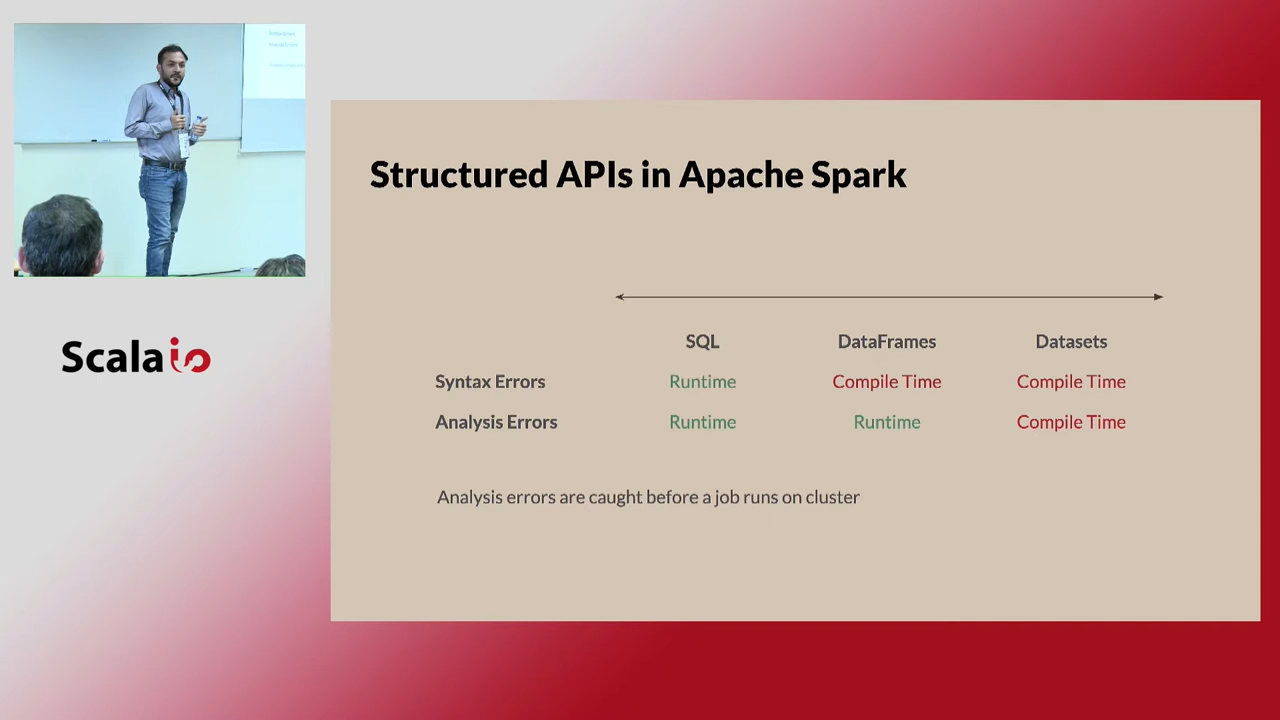 Structured APIs in Apache Spark
SQL DataFrames Datasets
Syntax Errors Runtime Compile Time Compile Time
Analysis Errors Runtime Runtime Compile Time
Analysis errors are caught before a job runs on cluster
Scala io